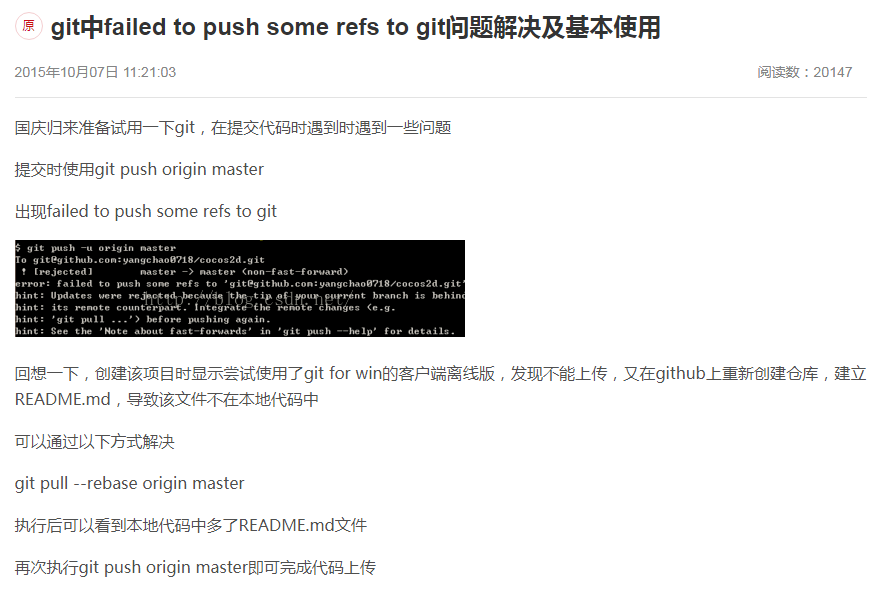 原 git中failed to push some refs to git问题解决及基本使用
2015年10月07日 11:21:03 阅读数：20147
国庆归来准备试用一下git，在提交代码时遇到时遇到一些问题
提交时使用git push origin master
出现failed to push some refs to git
$ git push -u origin master
To git@github.com:yangchao0718/cocos2d.git
! [rejected] master -> master (non-fast-forward)
error: failed to push some refs to 'git@github.com:yangchao0718/cocos2d.git'
hint: Updates were rejected because the tip of your current branch is behind
http://blog.csdn.net/
hint: its remote counterpart. Integrate the remote changes (e.g.
hint: 'git pull ...') before pushing again.
hint: See the 'Note about fast-forwards' in 'git push --help' for details.
回想一下，创建该项目时显示尝试使用了git for win的客户端离线版，发现不能上传，又在github上重新创建仓库，建立
README.md，导致该文件不在本地代码中
可以通过以下方式解决
git pull --rebase origin master
执行后可以看到本地代码中多了README.md文件
再次执行git push origin master即可完成代码上传